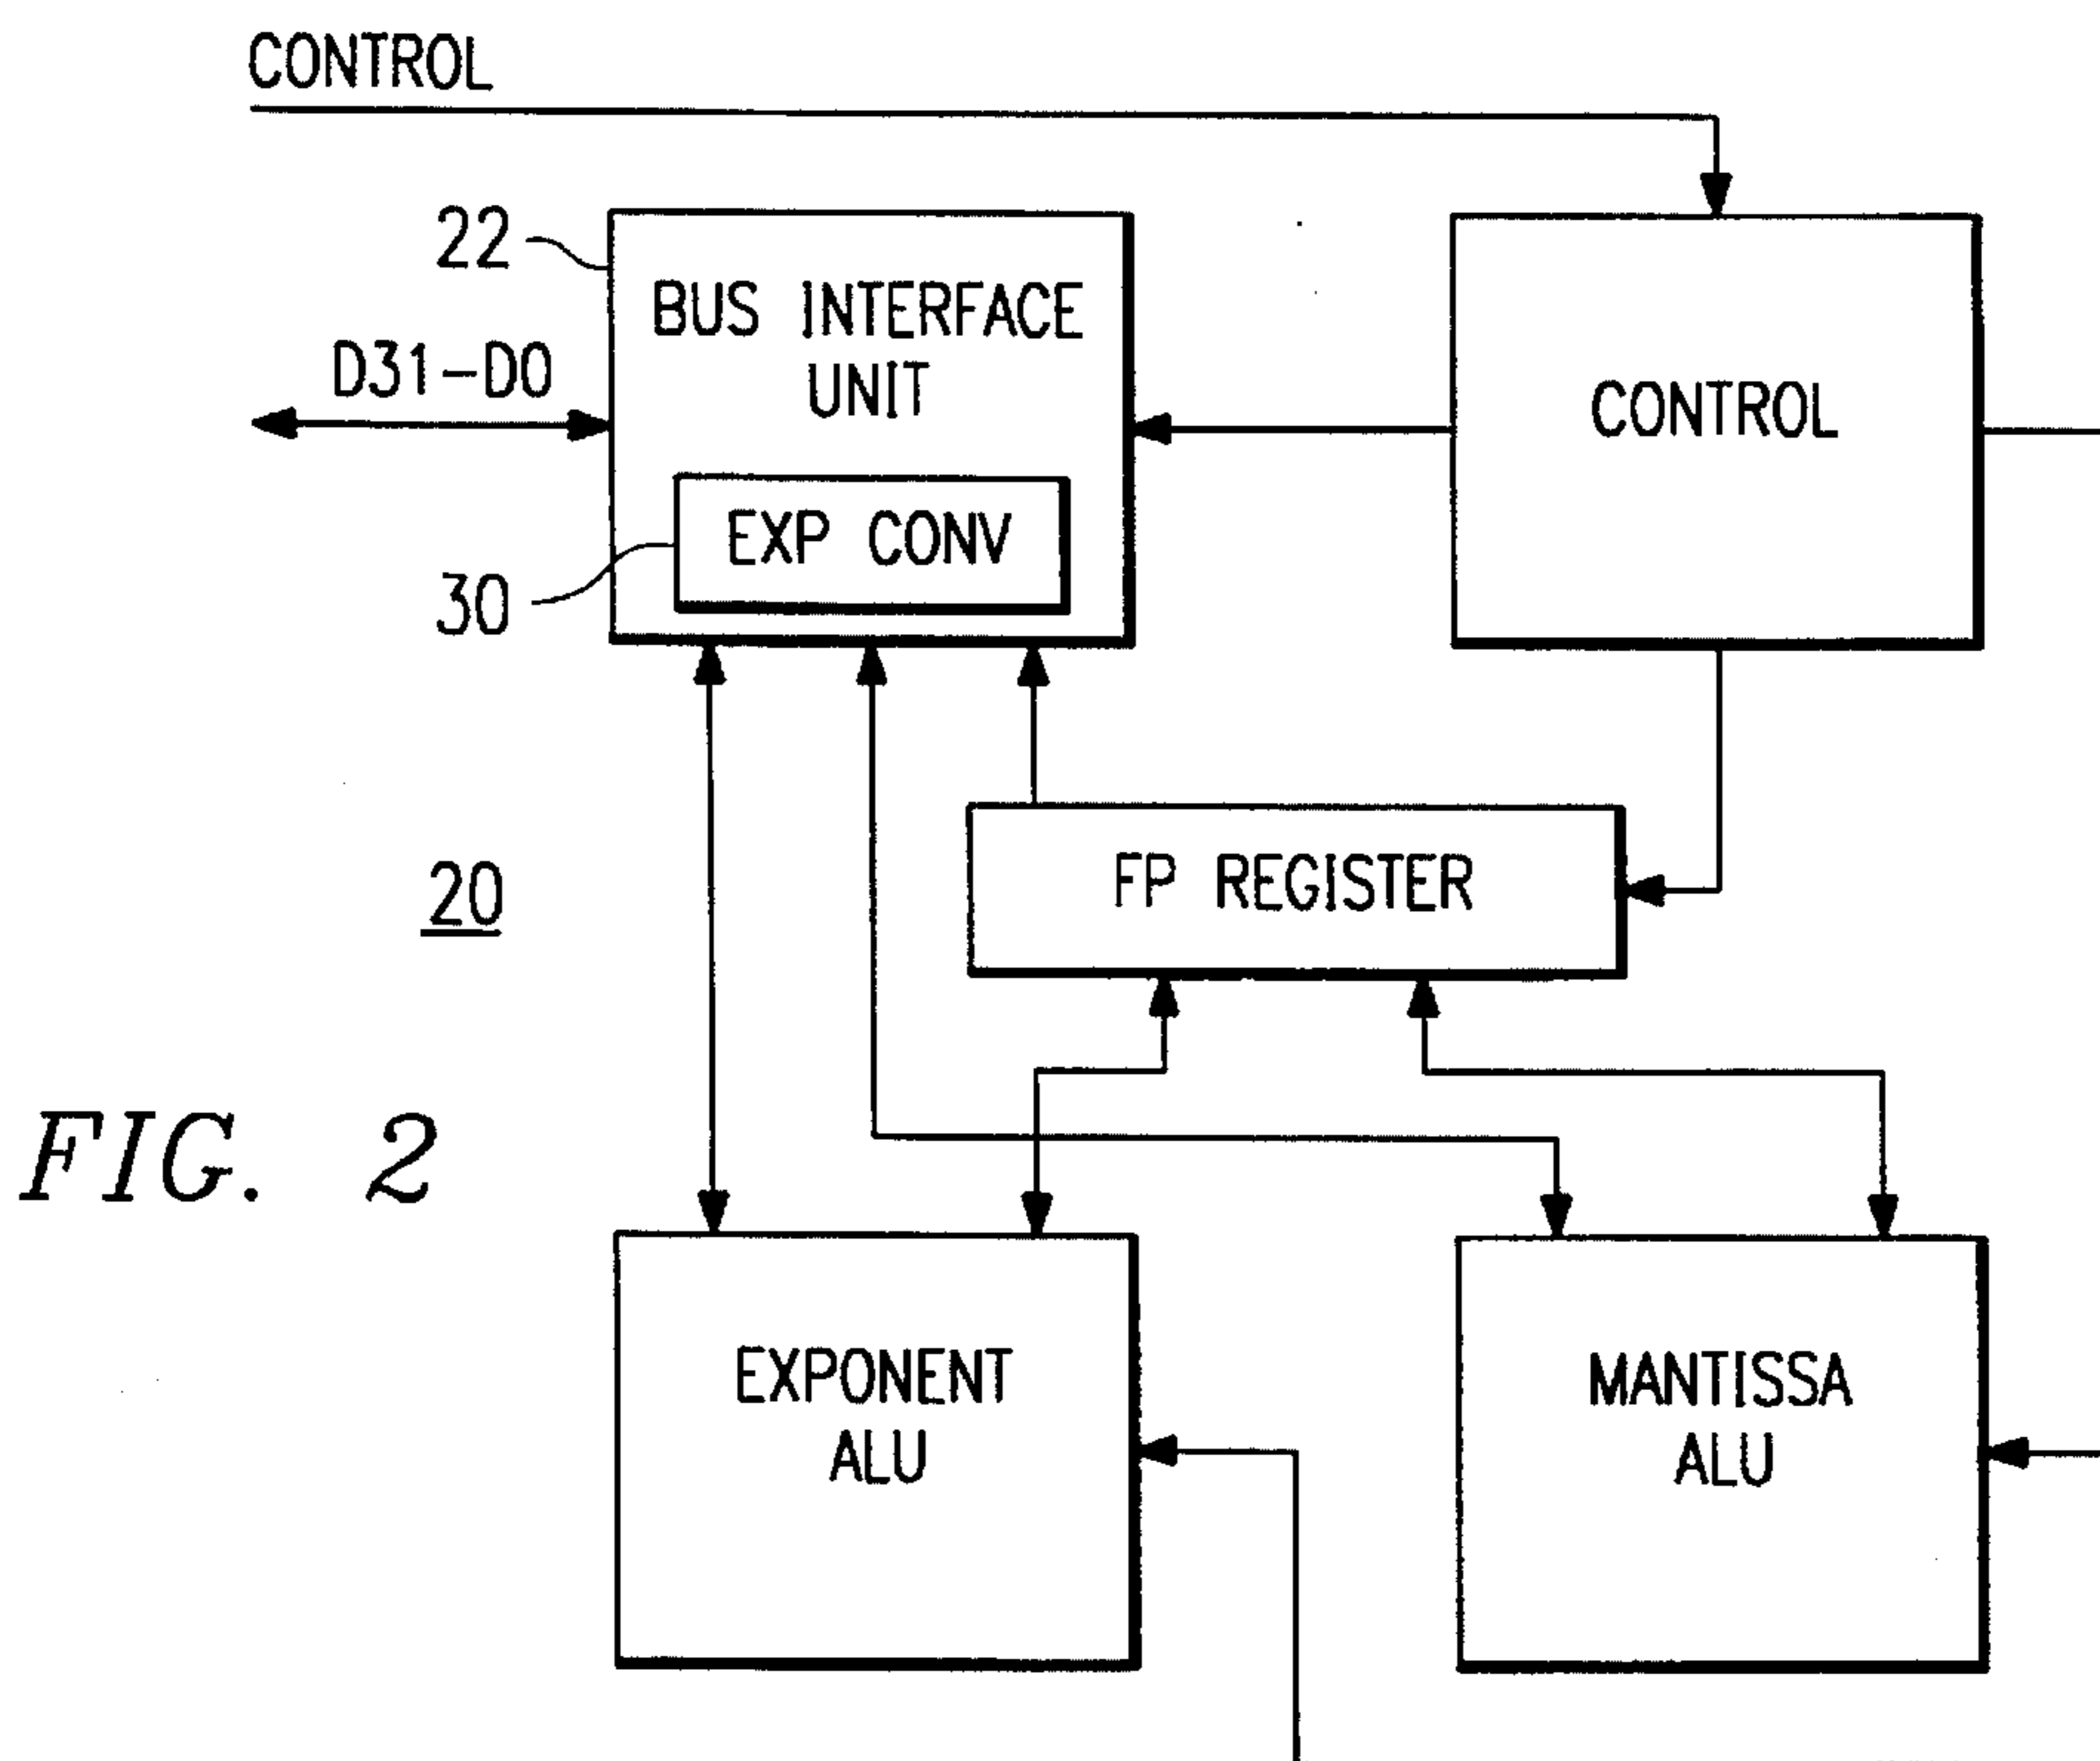 CONTROL
22
BUS INTERFACE
UNIT
D31-D0
CONTROL
EXP CONV
30
FP REGISTER
20
FIG. 2
EXPONENT
ALU
MANTISSA
ALU